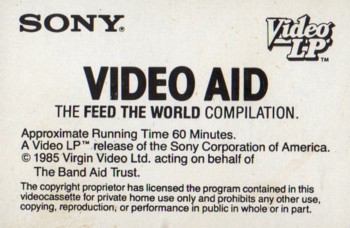 SONY®
Video LP™
VIDEO AID
THE FEED THE WORLD COMPILATION.
Approximate Running Time 60 Minutes.
A Video LP™ release of the Sony Corporation of America.
© 1985 Virgin Video Ltd. acting on behalf of
The Band Aid Trust.
The copyright proprietor has licensed the program contained in this
videocassette for private home use only and prohibits any other use,
copying, reproduction, or performance in public in whole or in part.